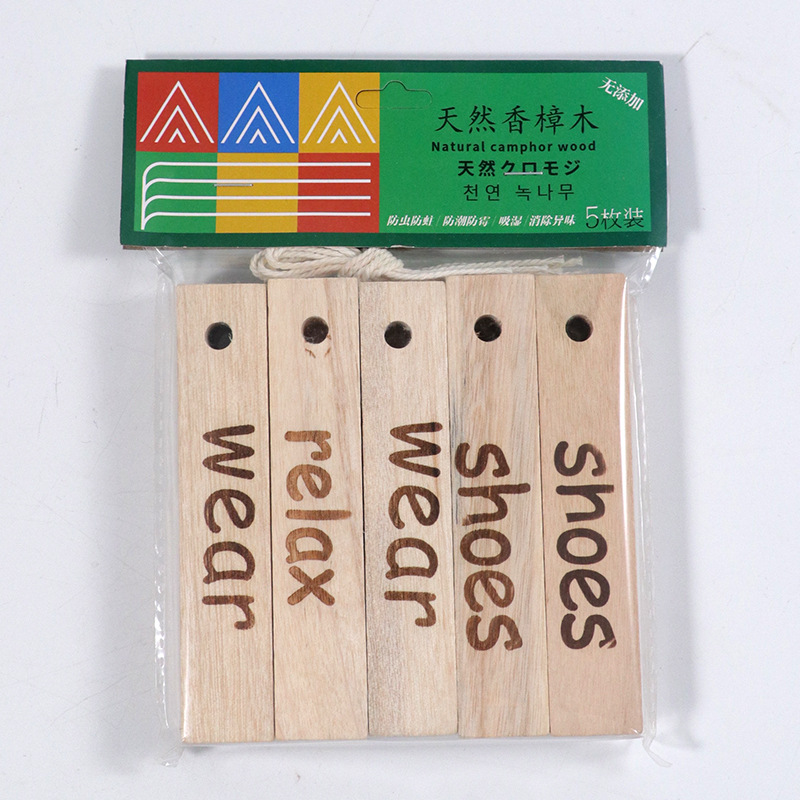 无添加
天然香樟木
Natural camphor wood
天然クロモジ
천연 녹나무
防虫防蛀 / 防潮防霉 / 吸湿 / 消除异味
5枚装
wear
relax
wear
shoes
shoes